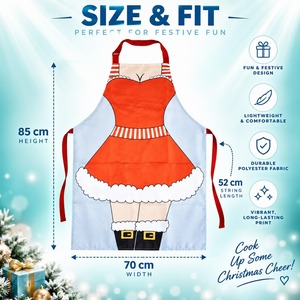 SIZE & FIT
PERFECT FOR FESTIVE FUN
85 cm
HEIGHT
FUN & FESTIVE
DESIGN
LIGHTWEIGHT
& COMFORTABLE
DURABLE
POLYESTER FABRIC
52 cm
STRING
LENGTH
VIBRANT,
LONG-LASTING
PRINT
70 cm
WIDTH
Cook
Up Some
Christmas Cheer!